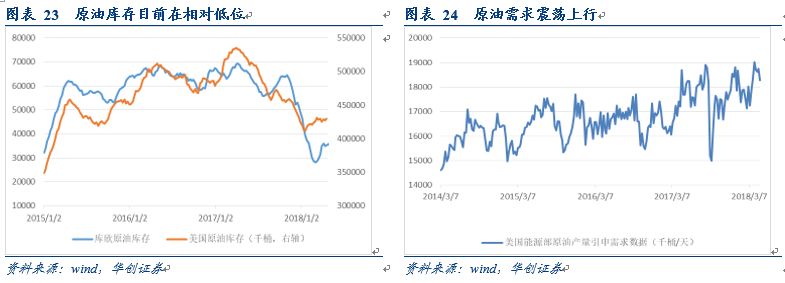 图表 23 原油库存目前在相对低位
80000
70000
60000
50000
40000
30000
20000
10000
550000
500000
450000
400000
350000
300000
2015/1/2 2016/1/2 2017/1/2 2018/1/2
库欣原油库存 美国原油库存（千桶，右轴）
资料来源：wind，华创证券
图表 24 原油需求震荡上行
20000
19000
18000
17000
16000
15000
14000
2014/3/7 2015/3/7 2016/3/7 2017/3/7 2018/3/7
美国能源部原油产量引申需求数据（千桶/天）
资料来源：wind，华创证券